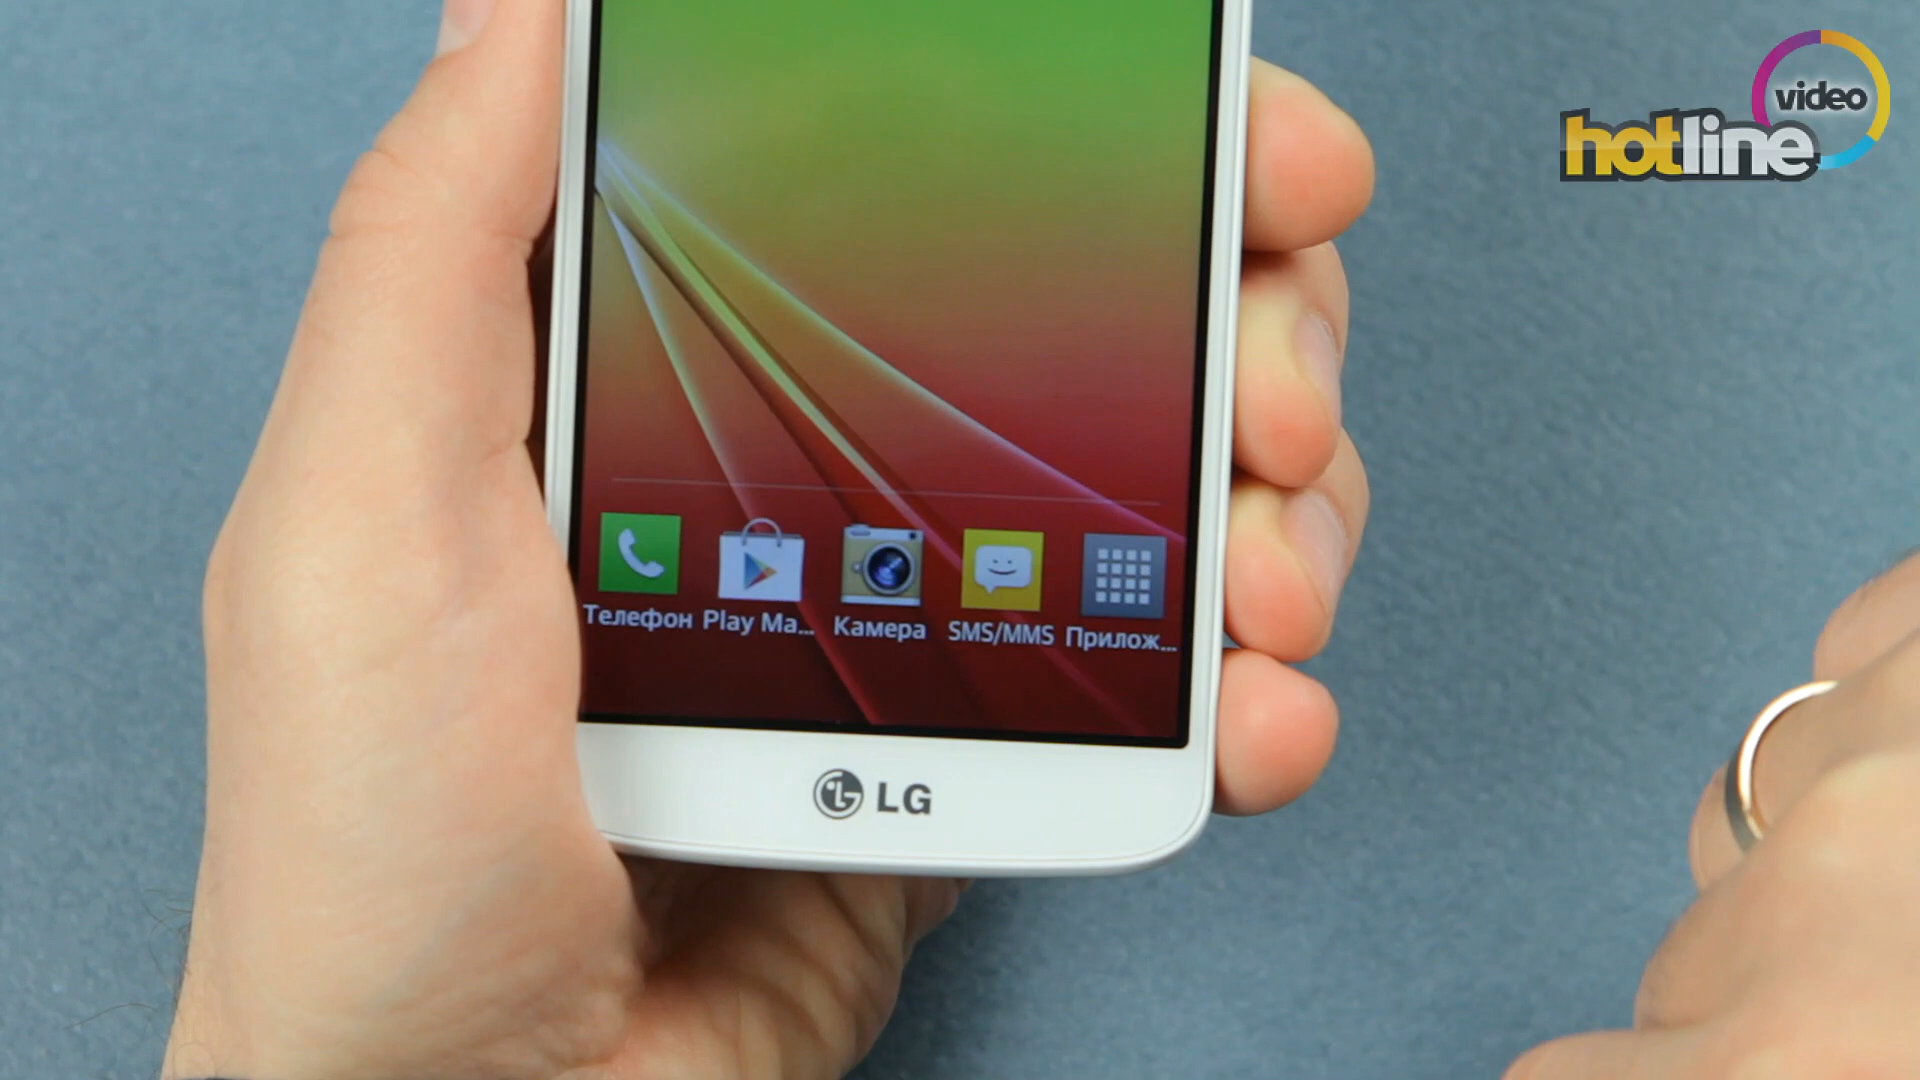 video
hotline
Телефон
Play Ma...
Камера
SMS/MMS
Прилож...
LG